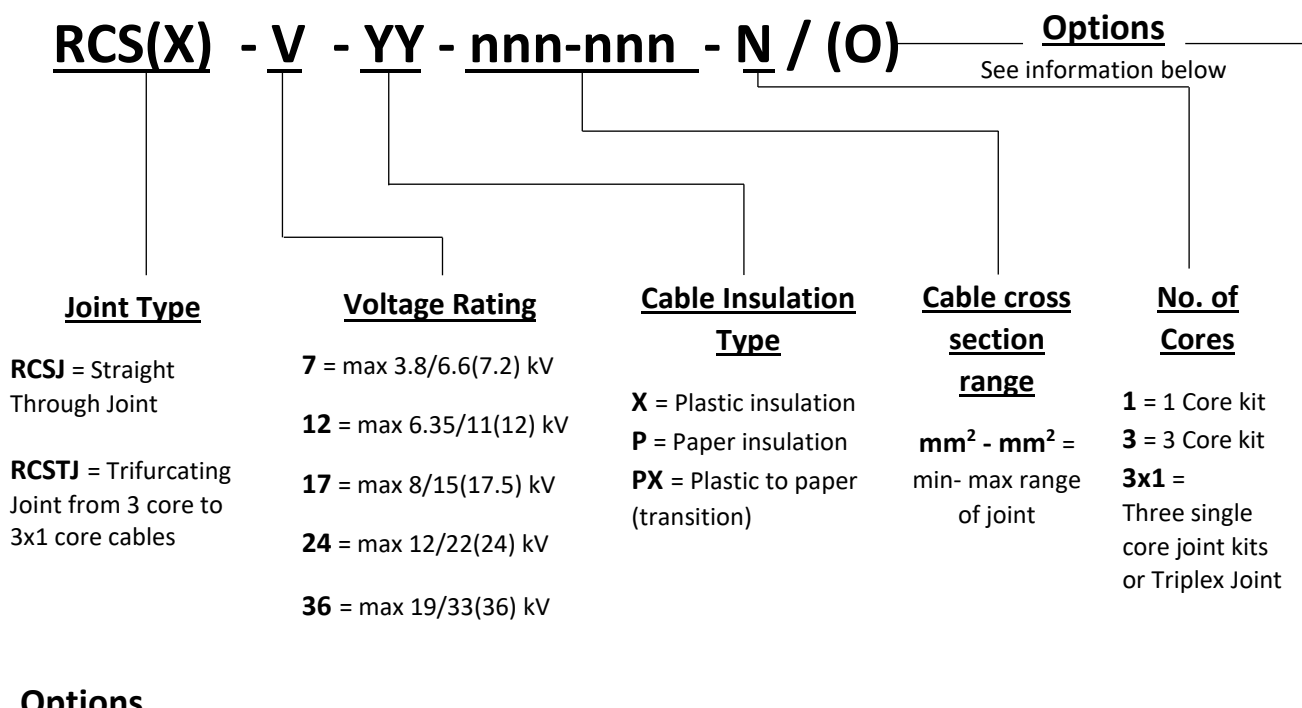 RCS(X) - V - YY - nnn-nnn - N / (O)
Options
See information below
Joint Type
RCSJ = Straight
Through Joint
RCSTJ = Trifurcating
Joint from 3 core to
3x1 core cables
Voltage Rating
7 = max 3.8/6.6(7.2) kV
12 = max 6.35/11(12) kV
17 = max 8/15(17.5) kV
24 = max 12/22(24) kV
36 = max 19/33(36) kV
Cable Insulation
Type
X = Plastic insulation
P = Paper insulation
PX = Plastic to paper
(transition)
Cable cross
section
range
mm² - mm² =
min- max range
of joint
No. of
Cores
1 = 1 Core kit
3 = 3 Core kit
3x1 =
Three single
core joint kits
or Triplex Joint
Options